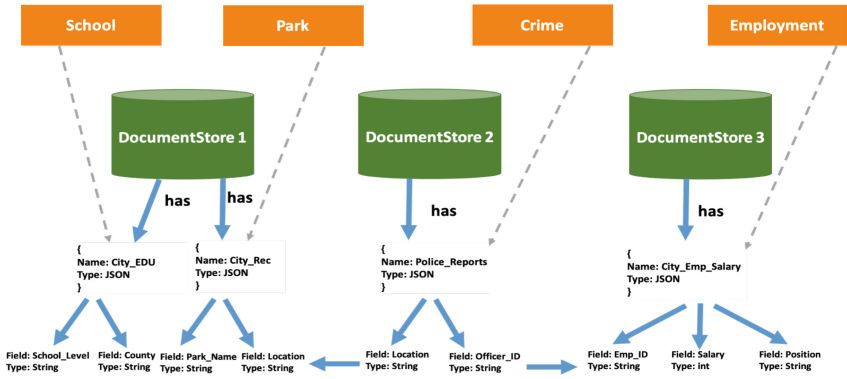 School
Park
Crime
Employment
DocumentStore 1
DocumentStore 2
DocumentStore 3
has
has
has
has
{
Name: City_EDU
Type: JSON
}
{
Name: City_Rec
Type: JSON
}
{
Name: Police_Reports
Type: JSON
}
{
Name: City_Emp_Salary
Type: JSON
}
Field: School_Level
Type: String
Field: County
Type: String
Field: Park_Name
Type: String
Field: Location
Type: String
Field: Location
Type: String
Field: Officer_ID
Type: String
Field: Emp_ID
Type: String
Field: Salary
Type: int
Field: Position
Type: String